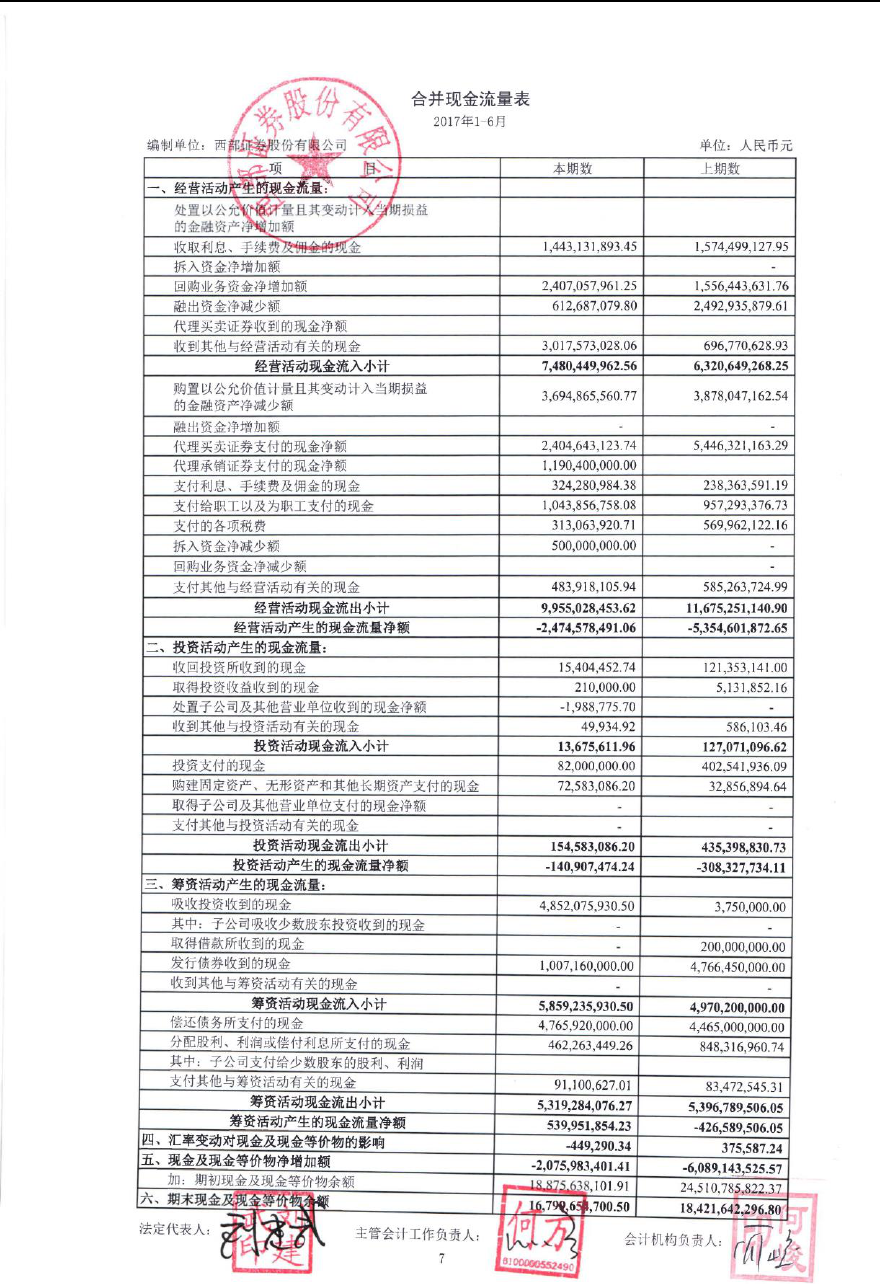 合并现金流量表
2017年1-6月
编制单位：西部证券股份有限公司 单位：人民币元
项 目 本期数 上期数
一、经营活动产生的现金流量：
处置以公允价值计量且其变动计入当期损益
的金融资产净增加额
收取利息、手续费及佣金的现金 1,443,131,893.45 1,574,499,127.95
拆入资金净增加额 -
回购业务资金净增加额 2,407,057,961.25 1,556,443,631.76
融出资金净减少额 612,687,079.80 2,492,935,879.61
代理买卖证券收到的现金净额
收到其他与经营活动有关的现金 3,017,573,028.06 696,770,628.93
经营活动现金流入小计 7,480,449,962.56 6,320,649,268.25
购置以公允价值计量且其变动计入当期损益
的金融资产净减少额 3,694,865,560.77 3,878,047,162.54
融出资金净增加额 - -
代理买卖证券支付的现金净额 2,404,643,123.74 5,446,321,163.29
代理承销证券支付的现金净额 1,190,400,000.00
支付利息、手续费及佣金的现金 324,280,984.38 238,363,591.19
支付给职工以及为职工支付的现金 1,043,856,758.08 957,293,376.73
支付的各项税费 313,063,920.71 569,962,122.16
拆入资金净减少额 500,000,000.00 -
回购业务资金净减少额 -
支付其他与经营活动有关的现金 483,918,105.94 585,263,724.99
经营活动现金流出小计 9,955,028,453.62 11,675,251,140.90
经营活动产生的现金流量净额 -2,474,578,491.06 -5,354,601,872.65
二、投资活动产生的现金流量：
收回投资所收到的现金 15,404,452.74 121,353,141.00
取得投资收益收到的现金 210,000.00 5,131,852.16
处置子公司及其他营业单位收到的现金净额 -1,988,775.70 -
收到其他与投资活动有关的现金 49,934.92 586,103.46
投资活动现金流入小计 13,675,611.96 127,071,096.62
投资支付的现金 82,000,000.00 402,541,936.09
购建固定资产、无形资产和其他长期资产支付的现金 72,583,086.20 32,856,894.64
取得子公司及其他营业单位支付的现金净额 - -
支付其他与投资活动有关的现金 - -
投资活动现金流出小计 154,583,086.20 435,398,830.73
投资活动产生的现金流量净额 -140,907,474.24 -308,327,734.11
三、筹资活动产生的现金流量：
吸收投资收到的现金 4,852,075,930.50 3,750,000.00
其中：子公司吸收少数股东投资收到的现金 - -
取得借款所收到的现金 - 200,000,000.00
发行债券收到的现金 1,007,160,000.00 4,766,450,000.00
收到其他与筹资活动有关的现金 - -
筹资活动现金流入小计 5,859,235,930.50 4,970,200,000.00
偿还债务所支付的现金 4,765,920,000.00 4,465,000,000.00
分配股利、利润或偿付利息所支付的现金 462,263,449.26 848,316,960.74
其中：子公司支付给少数股东的股利、利润
支付其他与筹资活动有关的现金 91,100,627.01 83,472,545.31
筹资活动现金流出小计 5,319,284,076.27 5,396,789,506.05
筹资活动产生的现金流量净额 539,951,854.23 -426,589,506.05
四、汇率变动对现金及现金等价物的影响 -449,290.34 375,587.24
五、现金及现金等价物净增加额 -2,075,983,401.41 -6,089,143,525.57
加：期初现金及现金等价物余额 18,875,638,101.91 24,510,785,822.37
六、期末现金及现金等价物余额 16,799,654,700.50 18,421,642,296.80
法定代表人： 主管会计工作负责人： 会计机构负责人：
何万
6100000552490
何俊
7